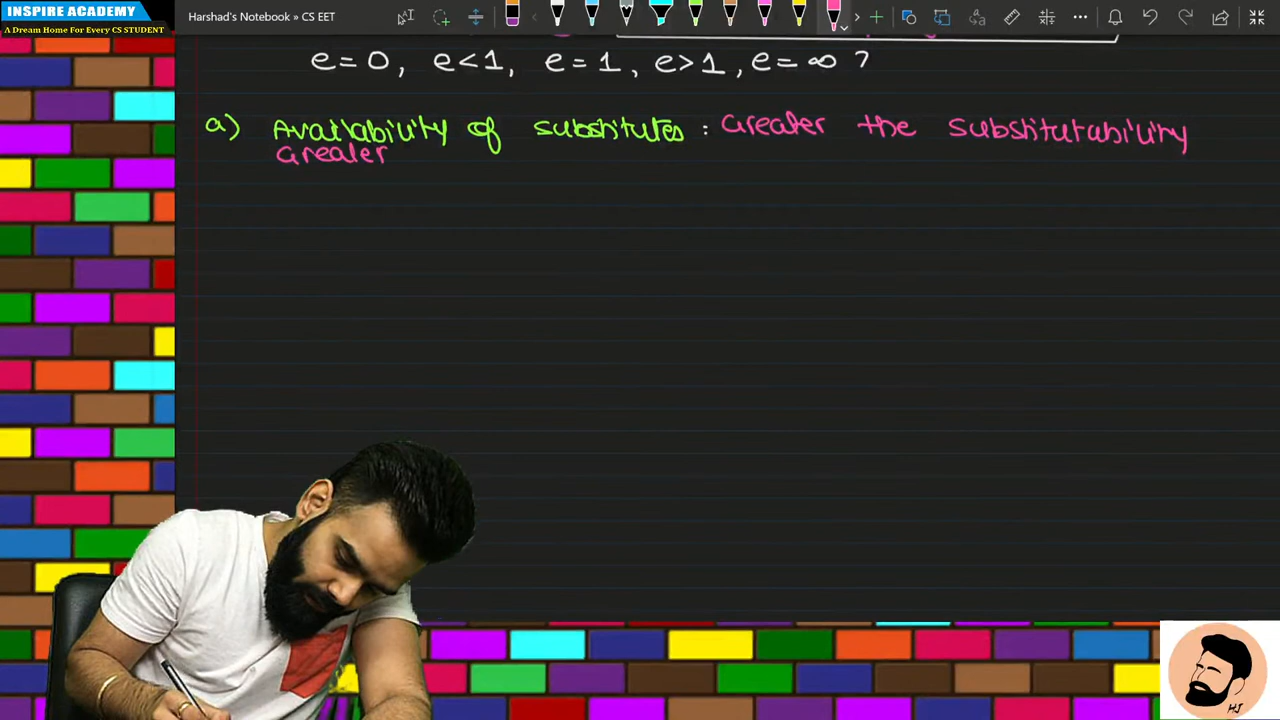 INSPIRE ACADEMY
A Dream Home For Every CS STUDENT
Harshad's Notebook » CS EET
e = 0, e < 1, e = 1, e > 1, e = ∞ ?
a) Availability of substitutes : Greater the substitutability
Greater
HJ